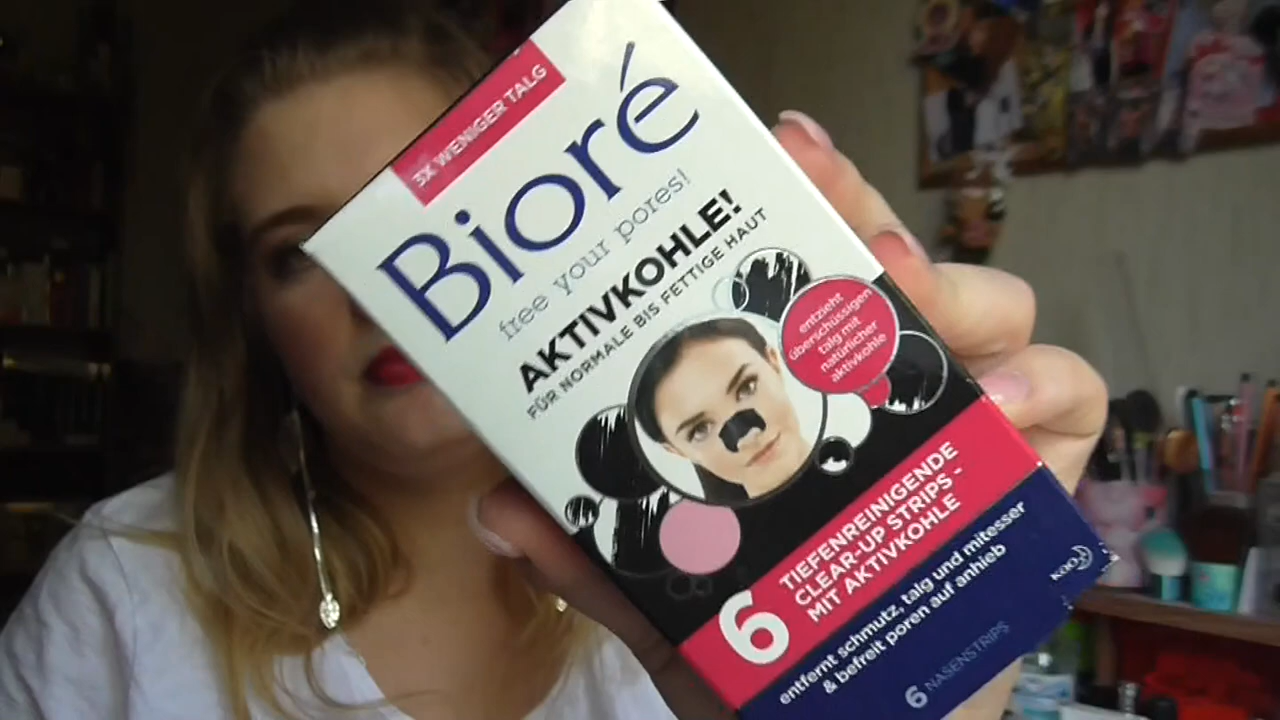 3X WENIGER TALG
Bioré
free your pores!
AKTIVKOHLE!
FÜR NORMALE BIS FETTIGE HAUT
entzieht
überschüssigen
talg mit
natürlicher
aktivkohle
6
TIEFENREINIGENDE
CLEAR-UP STRIPS -
MIT AKTIVKOHLE
entfernt schmutz, talg und mitesser
& befreit poren auf anhieb
6 NASENSTRIPS
KAO